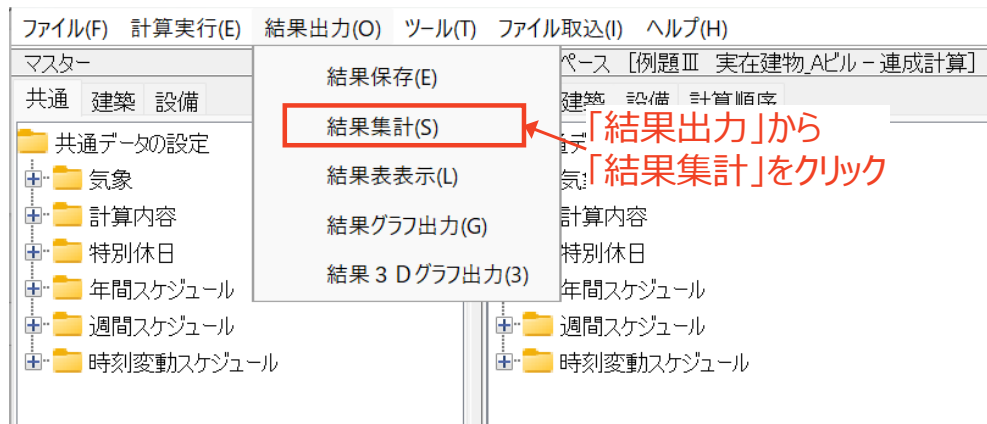 ファイル(F) 計算実行(E) 結果出力(O) ツール(T) ファイル取込(I) ヘルプ(H)
マスター
共通 建築 設備
共通データの設定
気象
計算内容
特別休日
年間スケジュール
週間スケジュール
時刻変動スケジュール
結果保存(E)
結果集計(S)
結果表表示(L)
結果グラフ出力(G)
結果３Ｄグラフ出力(3)
ペース [例題Ⅲ 実在建物_Aビル－連成計算]
建築 設備 計算順序
「結果出力」から
「結果集計」をクリック
計算内容
特別休日
年間スケジュール
週間スケジュール
時刻変動スケジュール